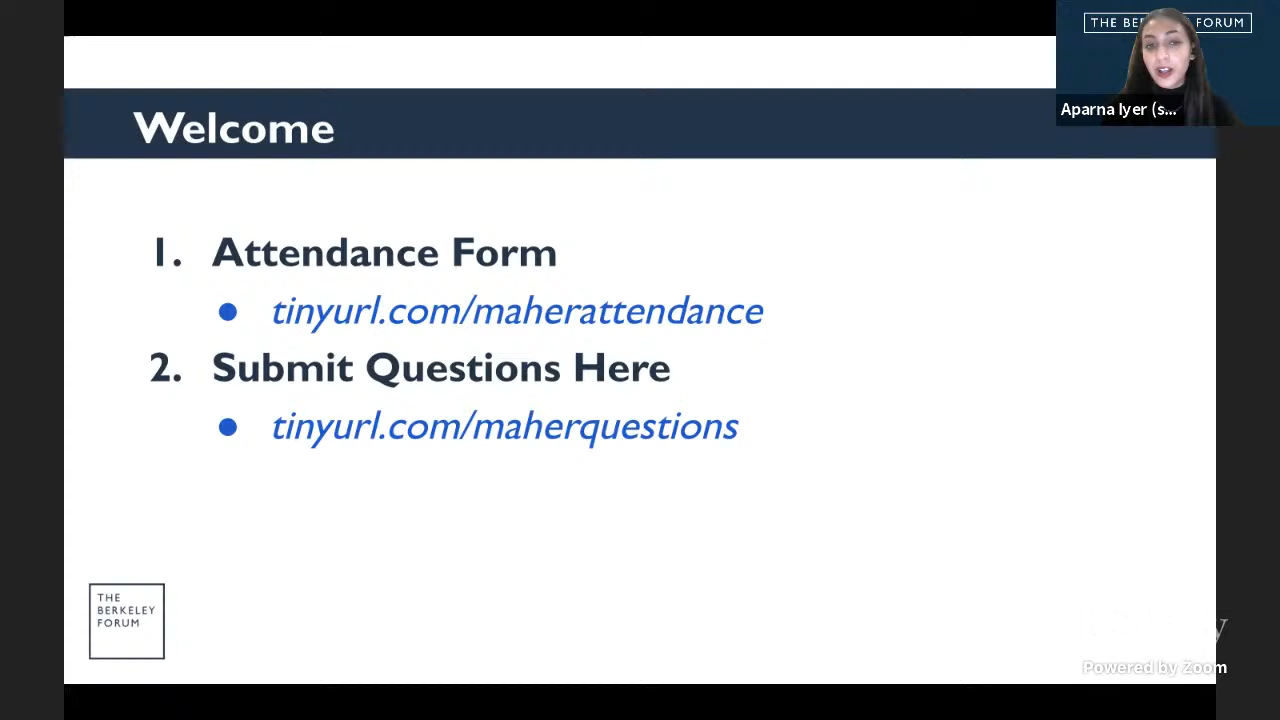 THE BERKELEY FORUM
Aparna Iyer (s...
Welcome
1. Attendance Form
● tinyurl.com/maherattendance
2. Submit Questions Here
● tinyurl.com/maherquestions
THE
BERKELEY
FORUM
Powered by Zoom